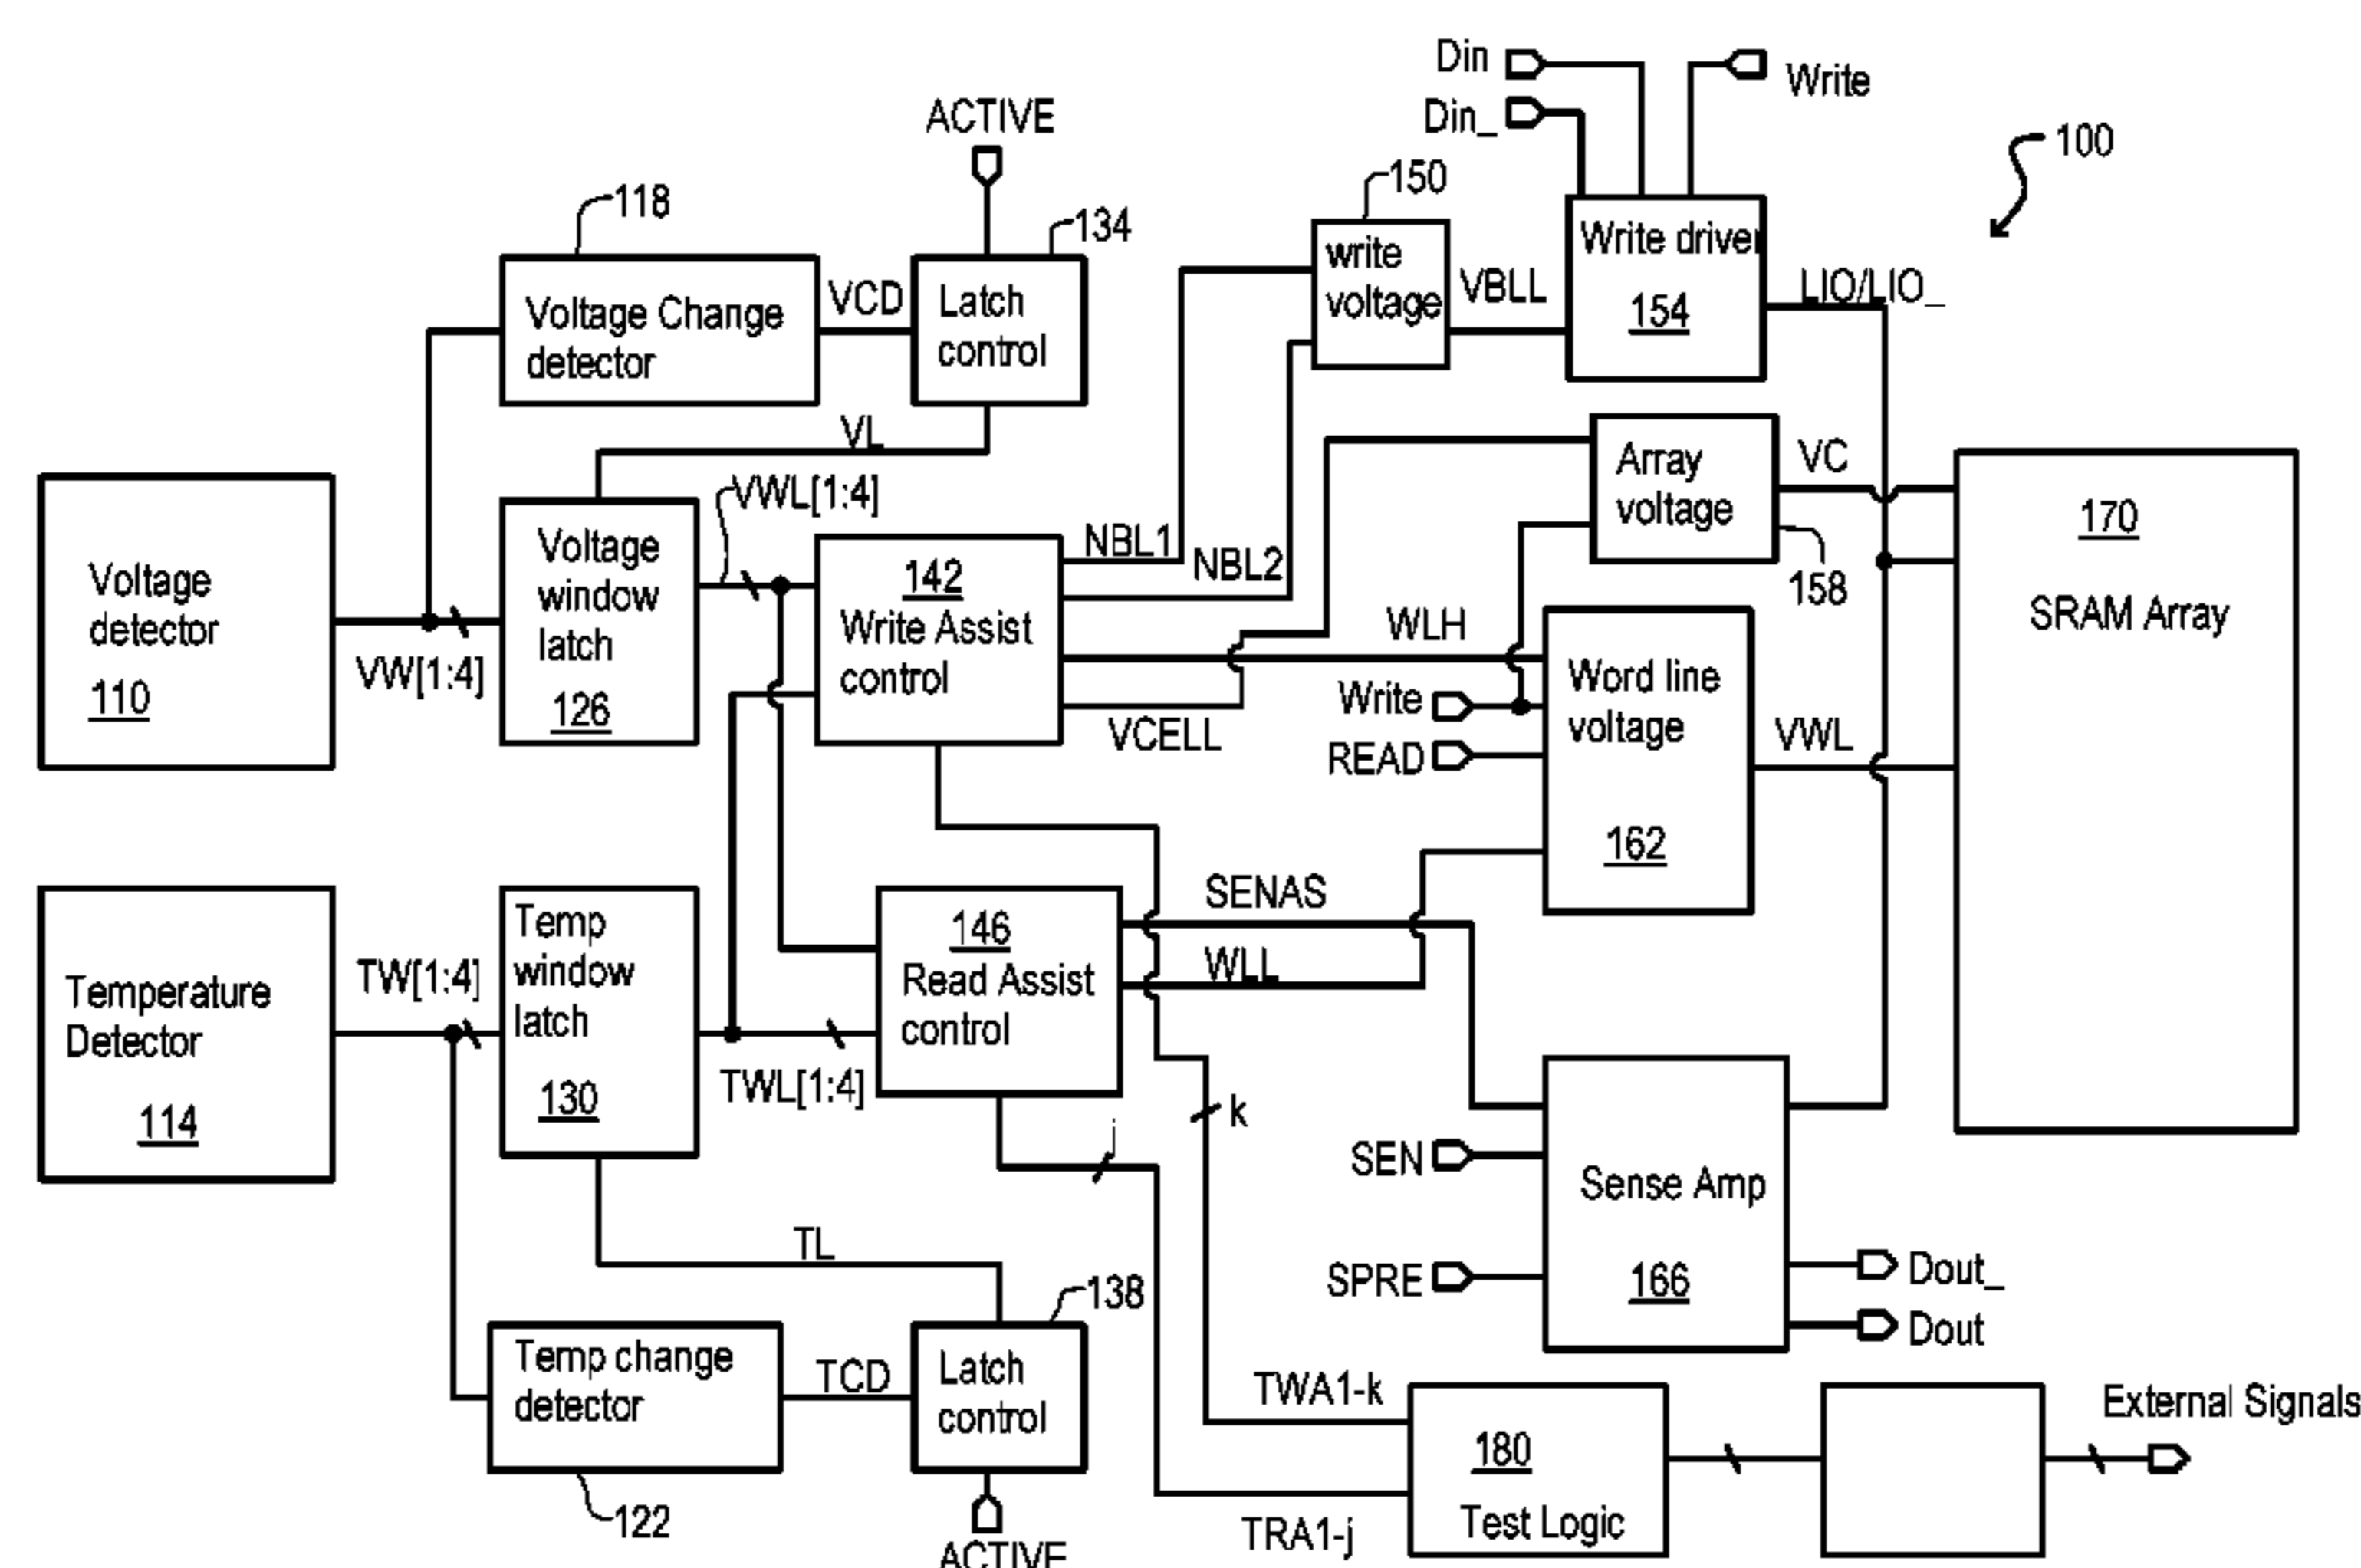 Din
Write
Din_
ACTIVE
100
150
118
134
write
voltage
Write driver
154
VBLL
LIO/LIO_
Voltage Change
detector
VCD
Latch
control
VL
VWL[1:4]
Array
voltage
VC
158
170
SRAM Array
Voltage
detector
110
VW[1:4]
Voltage
window
latch
126
142
Write Assist
control
NBL1
NBL2
WLH
VCELL
Write
READ
Word line
voltage
162
VWL
Temperature
Detector
114
TW[1:4]
Temp
window
latch
130
TWL[1:4]
146
Read Assist
control
SENAS
WLL
j
k
SEN
SPRE
Sense Amp
166
Dout_
Dout
TL
138
Temp change
detector
TCD
Latch
control
122
ACTIVE
TWA1-k
TRA1-j
180
Test Logic
External Signals